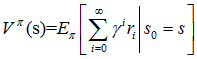 V^π(s)=E_π[∑_{i=0}^{∞} γ^i r_i | s_0 = s]